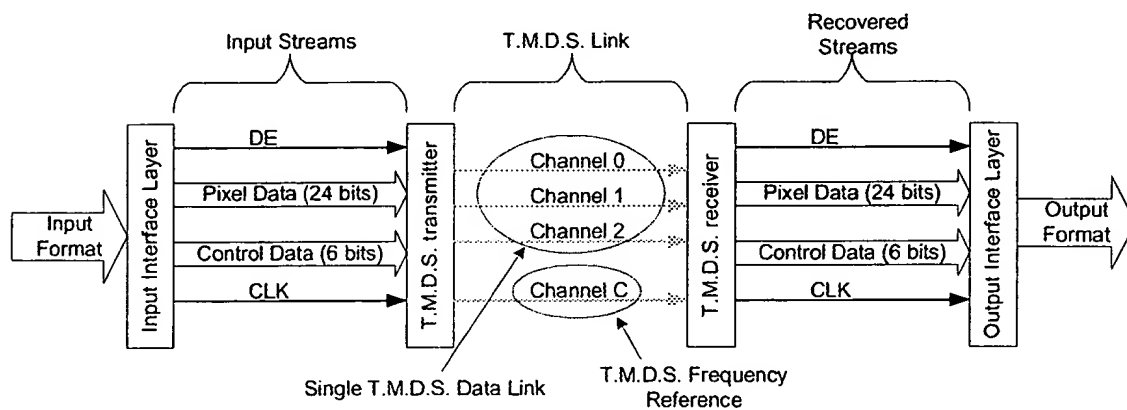 Input Streams
T.M.D.S. Link
Recovered
Streams
Input
Format
Input Interface Layer
DE
Pixel Data (24 bits)
Control Data (6 bits)
CLK
T.M.D.S. transmitter
Channel 0
Channel 1
Channel 2
Channel C
T.M.D.S. receiver
DE
Pixel Data (24 bits)
Control Data (6 bits)
CLK
Output Interface Layer
Output
Format
Single T.M.D.S. Data Link
T.M.D.S. Frequency
Reference